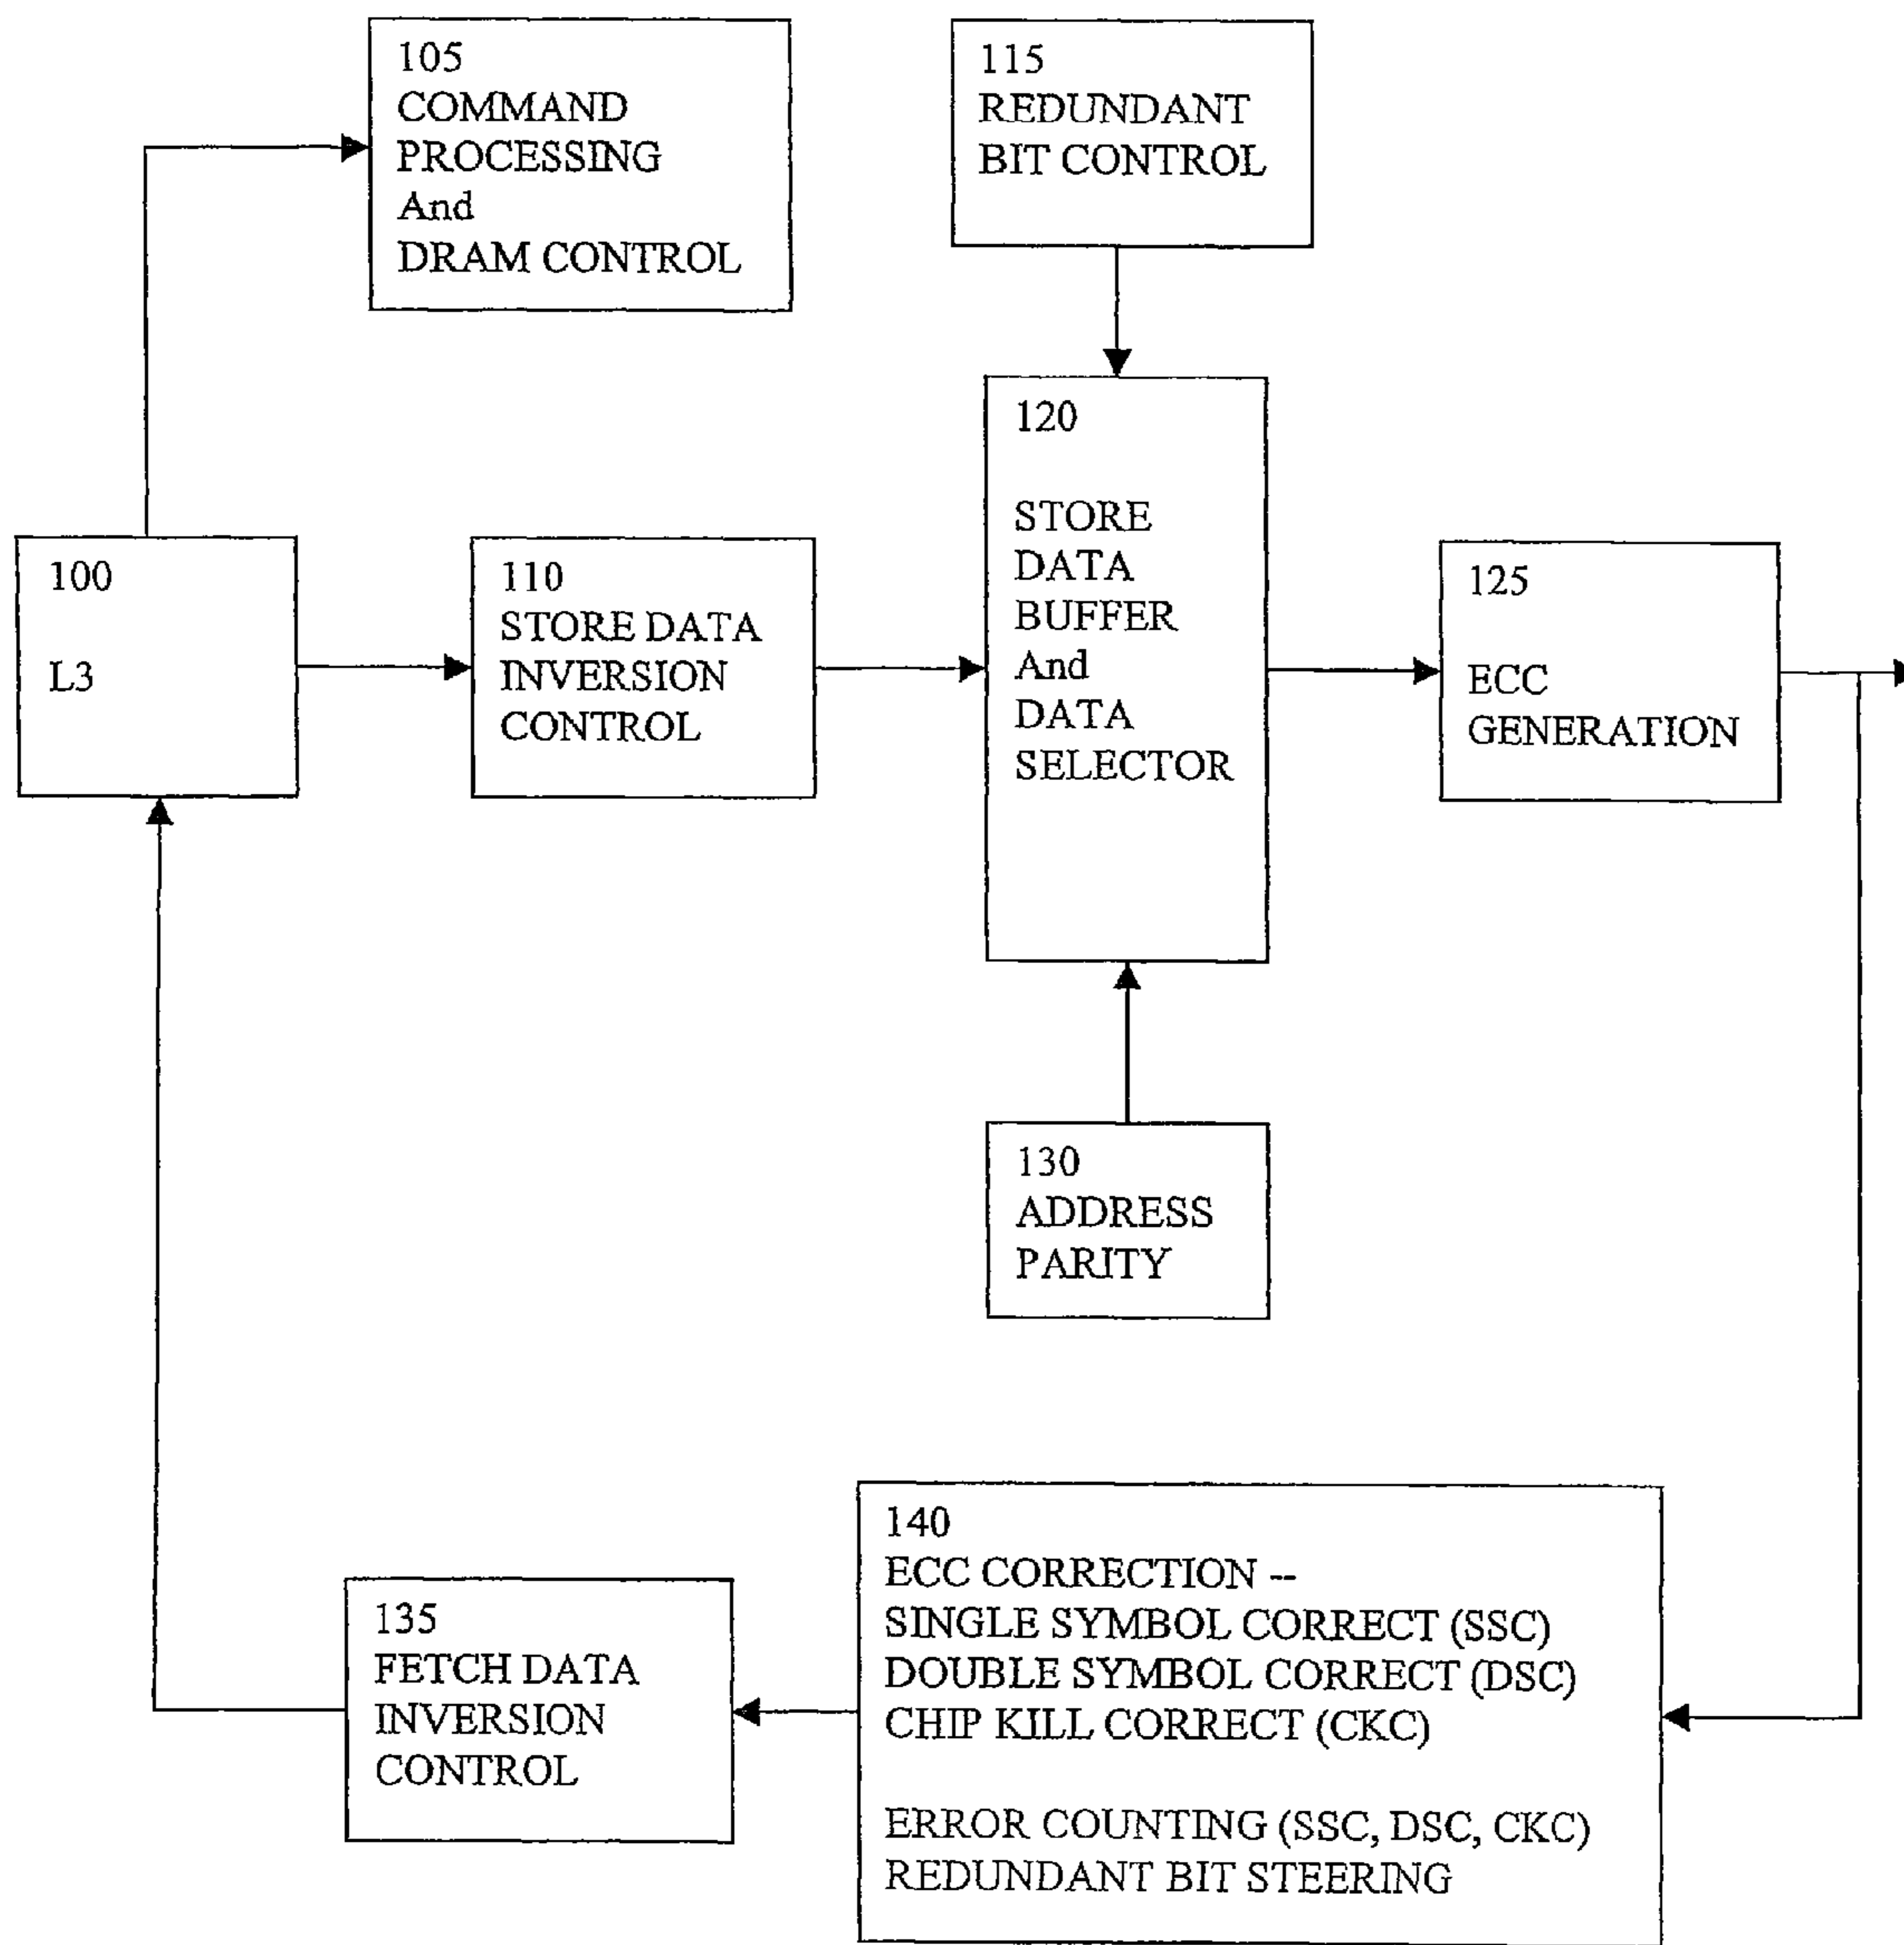 105
COMMAND
PROCESSING
And
DRAM CONTROL
115
REDUNDANT
BIT CONTROL
100
L3
110
STORE DATA
INVERSION
CONTROL
120
STORE
DATA
BUFFER
And
DATA
SELECTOR
125
ECC
GENERATION
130
ADDRESS
PARITY
135
FETCH DATA
INVERSION
CONTROL
140
ECC CORRECTION --
SINGLE SYMBOL CORRECT (SSC)
DOUBLE SYMBOL CORRECT (DSC)
CHIP KILL CORRECT (CKC)
ERROR COUNTING (SSC, DSC, CKC)
REDUNDANT BIT STEERING